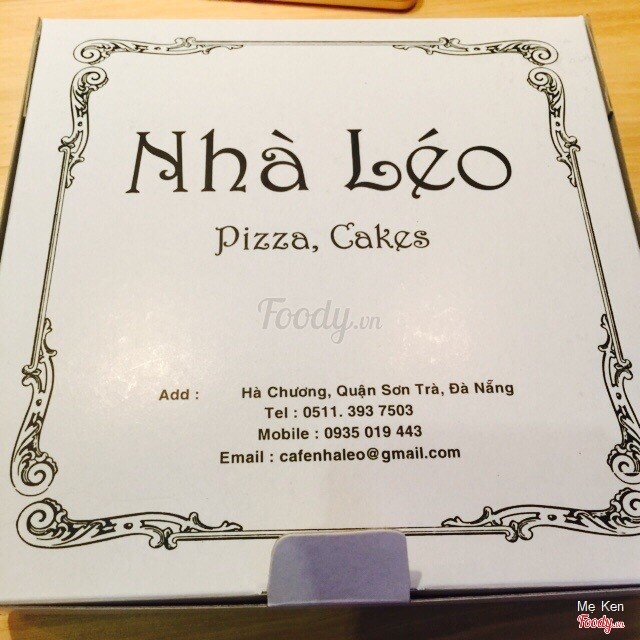 Nhà Léo
Pizza, Cakes
Foody.vn
Add : Hà Chương, Quận Sơn Trà, Đà Nẵng
Tel : 0511. 393 7503
Mobile : 0935 019 443
Email : cafenhaleo@gmail.com
Mẹ Ken
Foody.vn